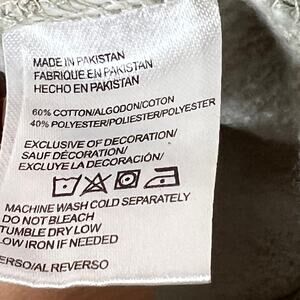 MADE IN PAKISTAN
FABRIQUE EN PAKISTAN
HECHO EN PAKISTAN
60% COTTON/ALGODON/COTON
40% POLYESTER/POLIESTER/POLYESTER
EXCLUSIVE OF DECORATION/
SAUF DÉCORATION/
EXCLUYE LA DECORACIÓN/
MACHINE WASH COLD SEPARATELY
DO NOT BLEACH
TUMBLE DRY LOW
LOW IRON IF NEEDED
ERSO/AL REVERSO